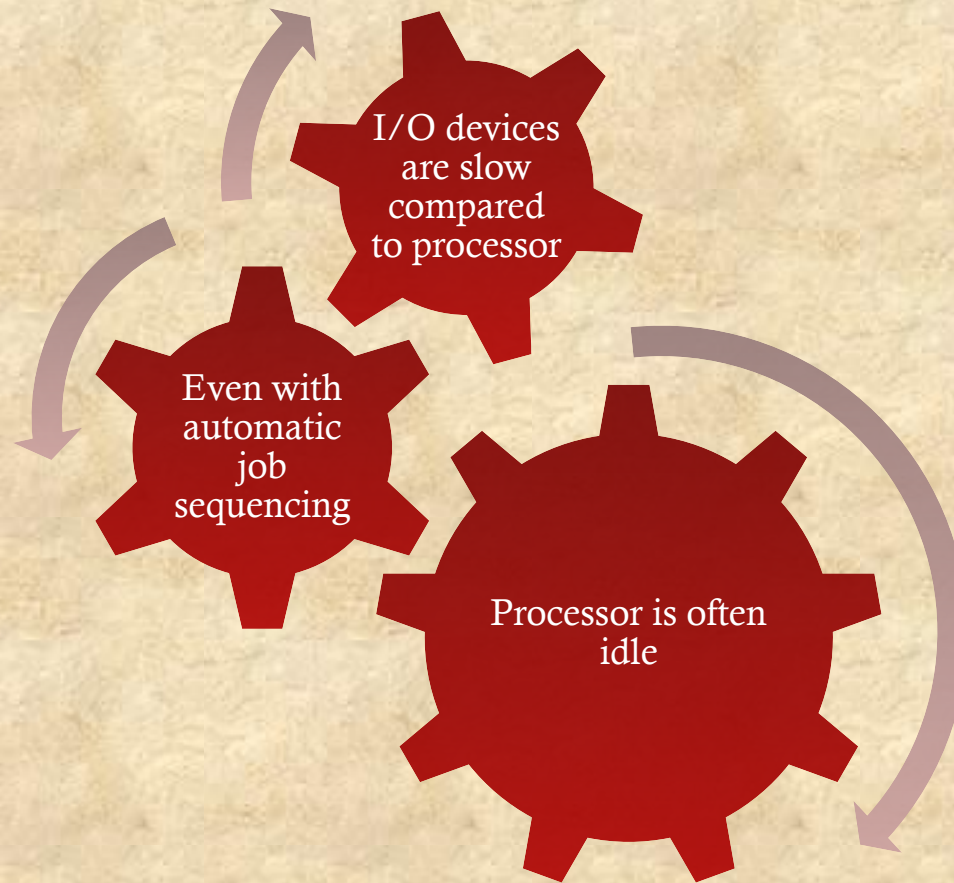 I/O devices
are slow
compared
to processor
Even with
automatic
job
sequencing
Processor is often
idle